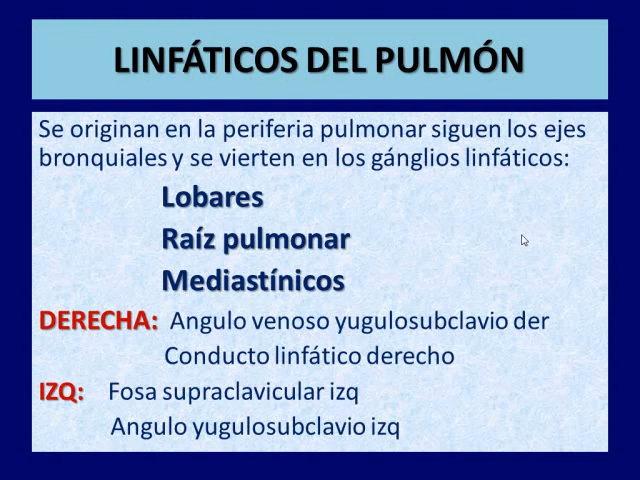 LINFÁTICOS DEL PULMÓN
Se originan en la periferia pulmonar siguen los ejes
bronquiales y se vierten en los gánglios linfáticos:
Lobares
Raíz pulmonar
Mediastínicos
DERECHA: Angulo venoso yugulosubclavio der
Conducto linfático derecho
IZQ: Fosa supraclavicular izq
Angulo yugulosubclavio izq